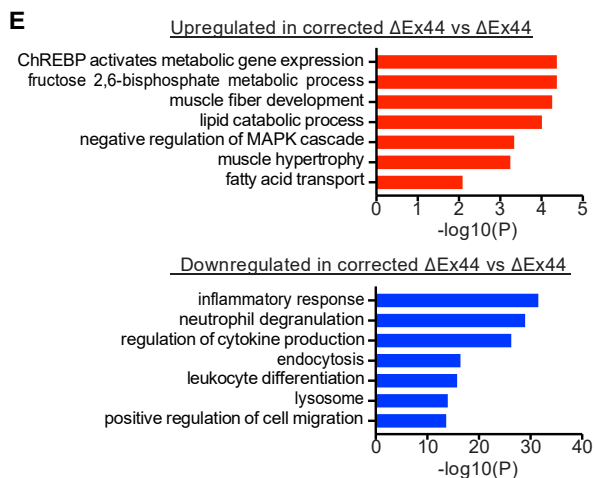 E
Upregulated in corrected ΔEx44 vs ΔEx44
ChREBP activates metabolic gene expression
fructose 2,6-bisphosphate metabolic process
muscle fiber development
lipid catabolic process
negative regulation of MAPK cascade
muscle hypertrophy
fatty acid transport
0 1 2 3 4 5
-log10(P)
Downregulated in corrected ΔEx44 vs ΔEx44
inflammatory response
neutrophil degranulation
regulation of cytokine production
endocytosis
leukocyte differentiation
lysosome
positive regulation of cell migration
0 10 20 30 40
-log10(P)